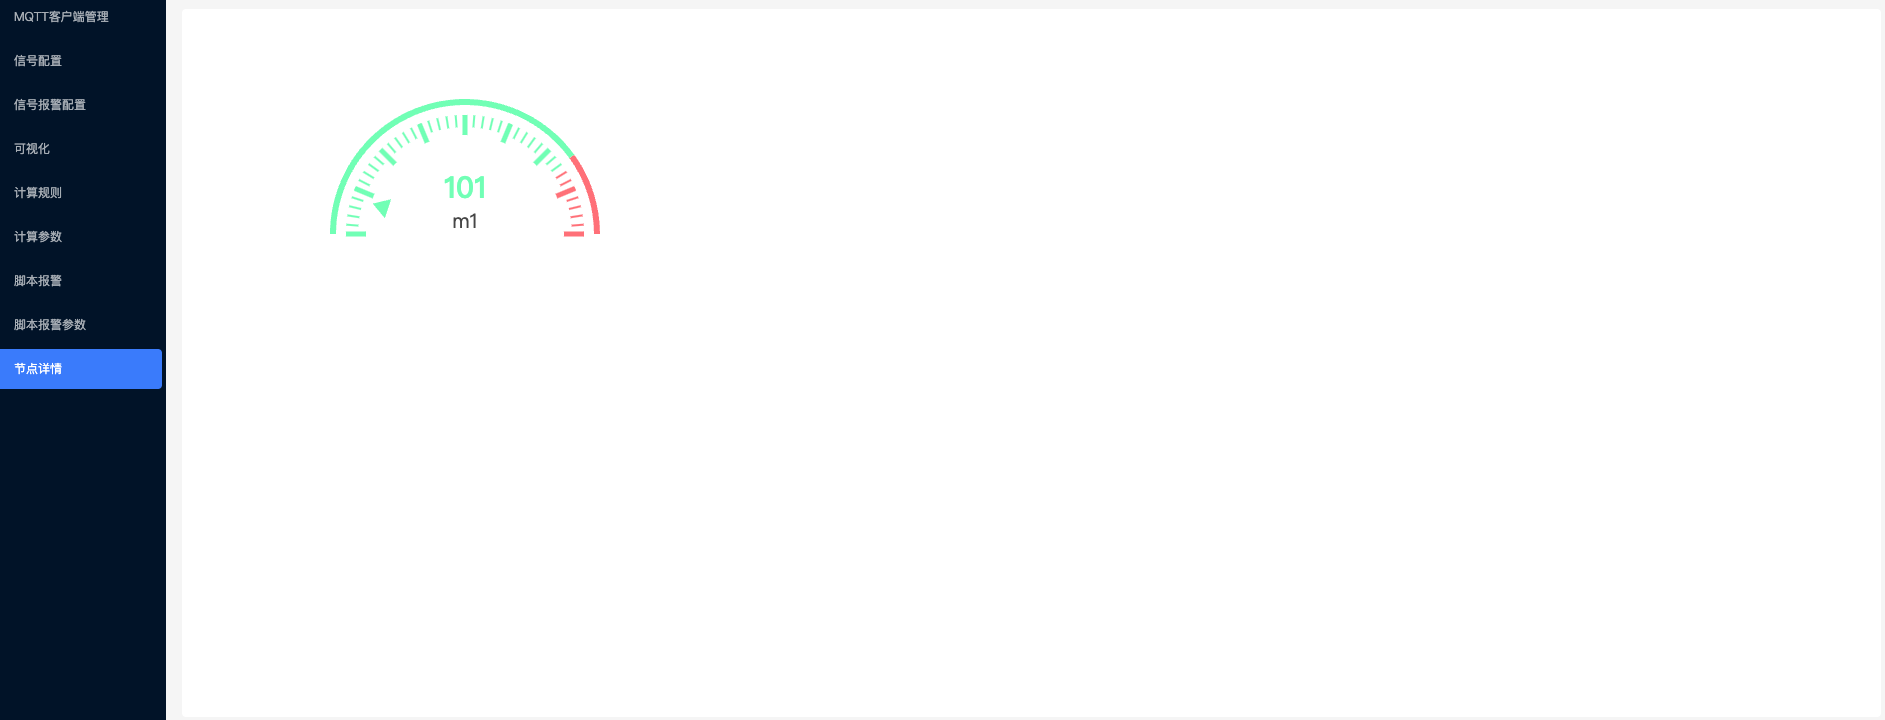 MQTT客户端管理
信号配置
信号报警配置
可视化
计算规则
计算参数
脚本报警
脚本报警参数
节点详情
101
m1